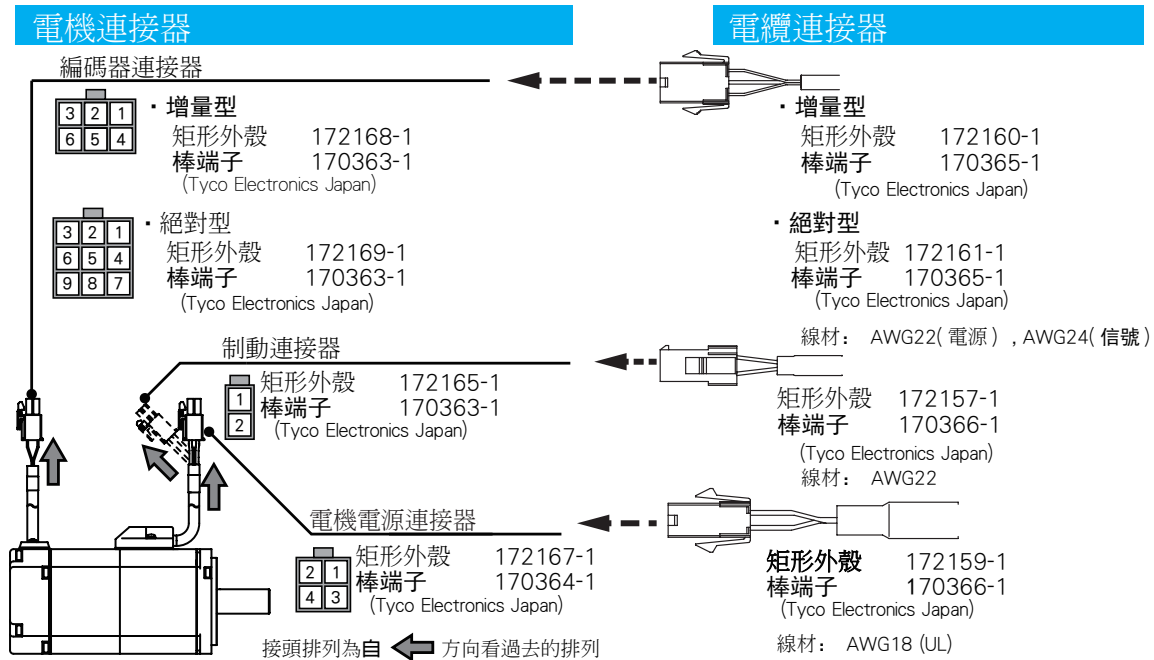 電機連接器
電纜連接器
編碼器連接器
3 2 1
6 5 4
・增量型
矩形外殼 172168-1
棒端子 170363-1
(Tyco Electronics Japan)
・增量型
矩形外殼 172160-1
棒端子 170365-1
(Tyco Electronics Japan)
3 2 1
6 5 4
9 8 7
・絕對型
矩形外殼 172169-1
棒端子 170363-1
(Tyco Electronics Japan)
・絕對型
矩形外殼 172161-1
棒端子 170365-1
(Tyco Electronics Japan)
線材： AWG22(電源) ,AWG24(信號)
制動連接器
1
2
矩形外殼 172165-1
棒端子 170363-1
(Tyco Electronics Japan)
矩形外殼 172157-1
棒端子 170366-1
(Tyco Electronics Japan)
線材： AWG22
電機電源連接器
2 1
4 3
矩形外殼 172167-1
棒端子 170364-1
(Tyco Electronics Japan)
矩形外殼 172159-1
棒端子 170366-1
(Tyco Electronics Japan)
線材： AWG18 (UL)
接頭排列為自 方向看過去的排列